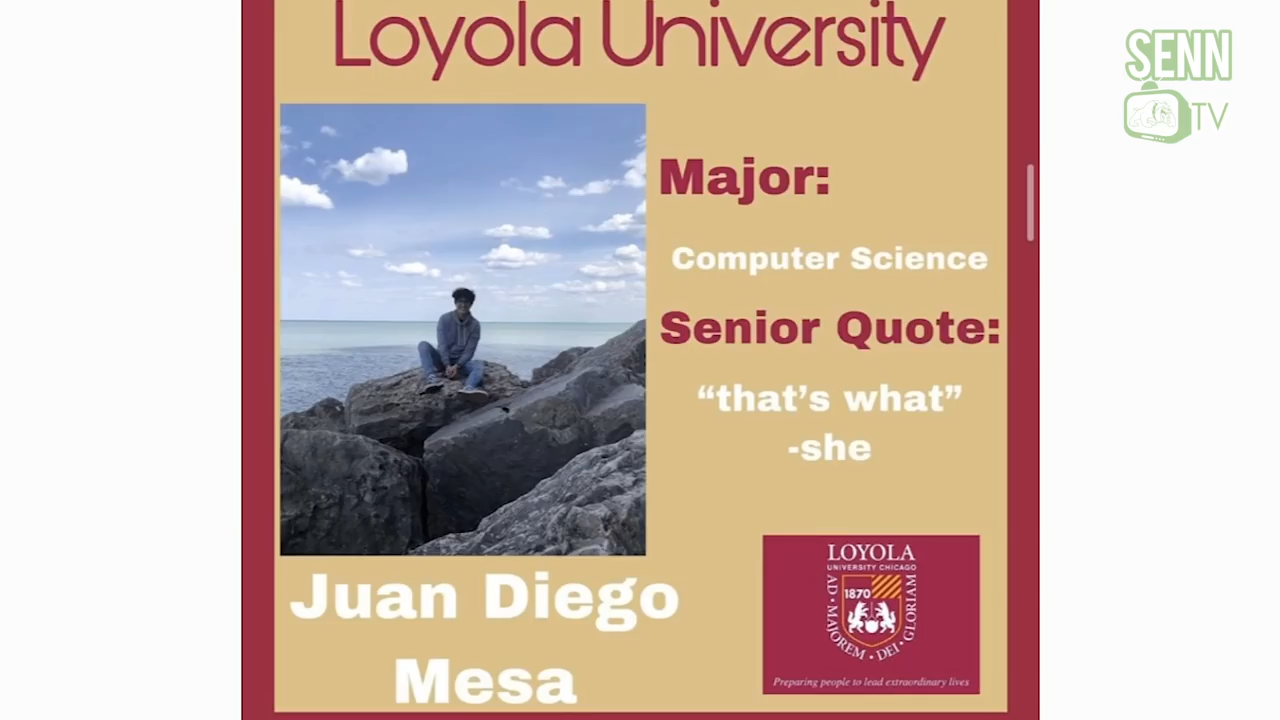 Loyola University
SENN
TV
Major:
Computer Science
Senior Quote:
“that’s what”
-she
Juan Diego
Mesa
LOYOLA
UNIVERSITY CHICAGO
1870
AD • MAJOREM • DEI • GLORIAM
Preparing people to lead extraordinary lives